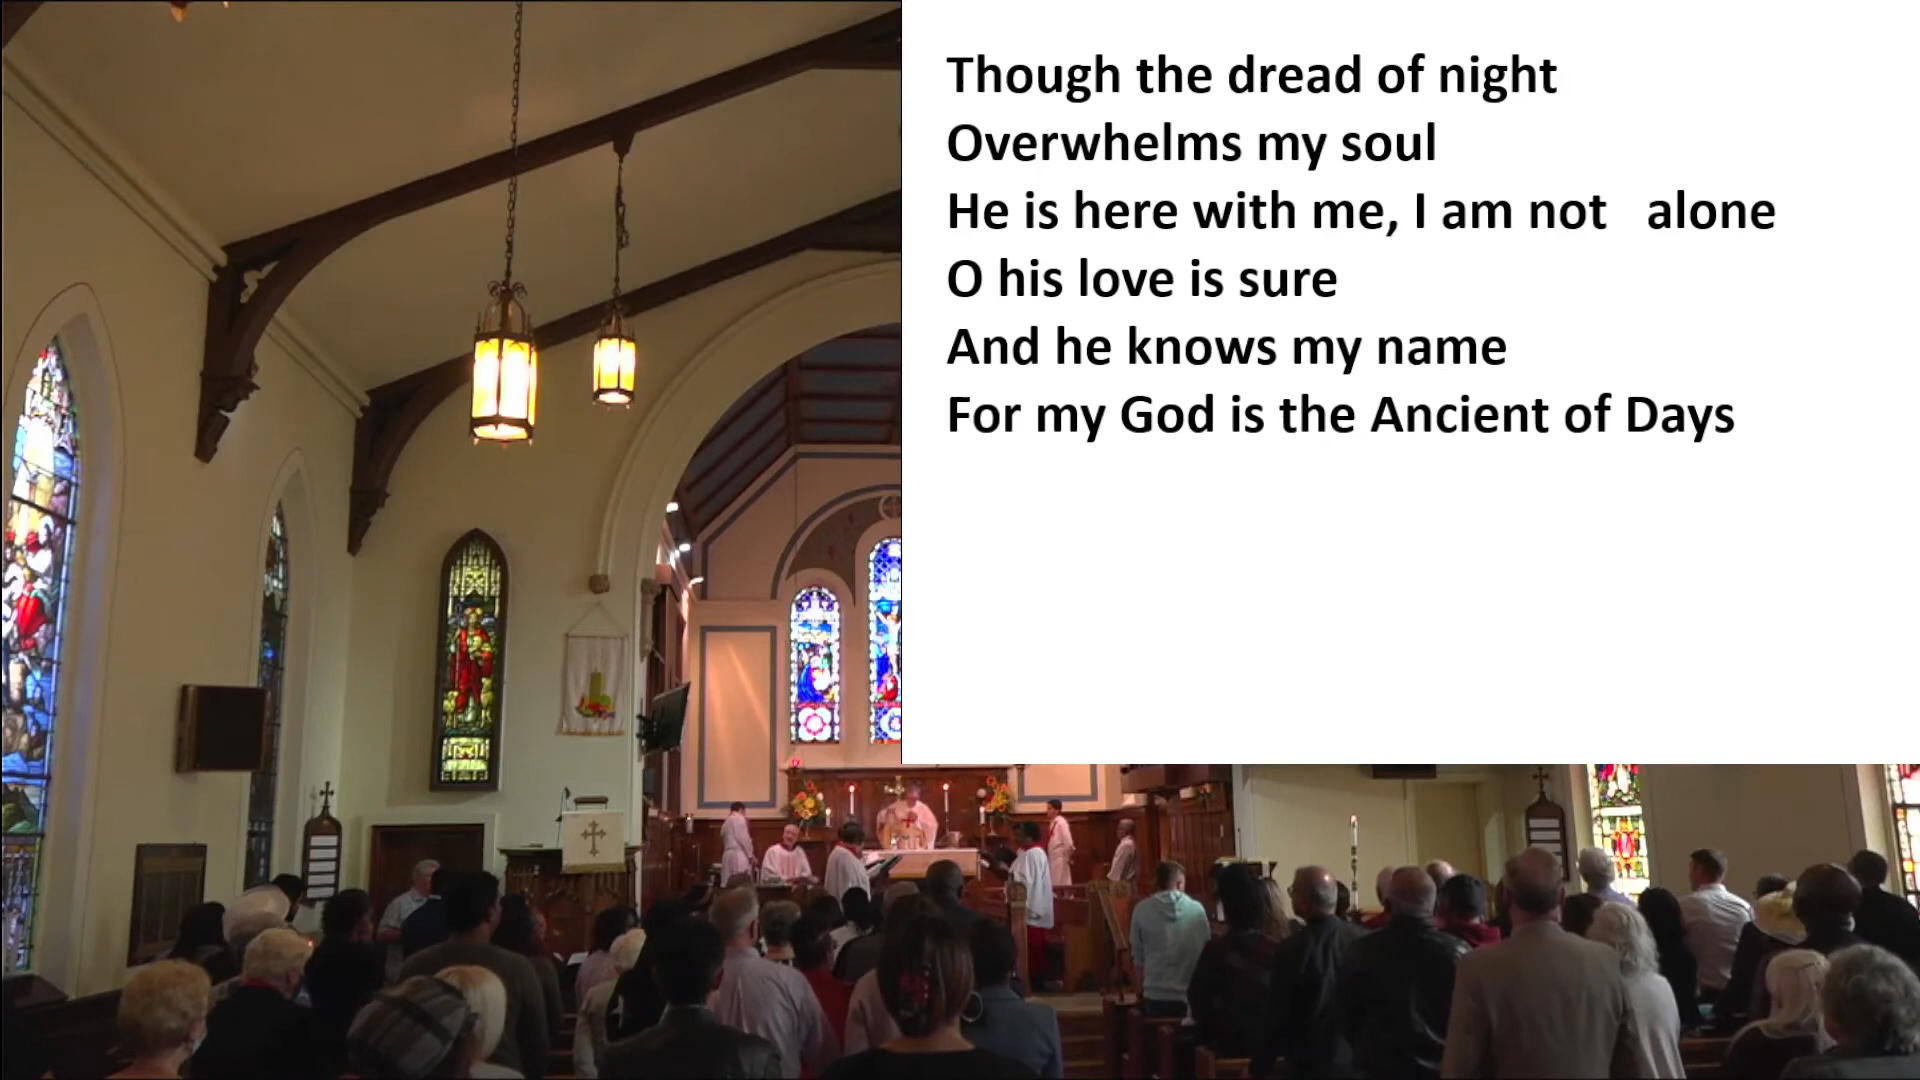 Though the dread of night
Overwhelms my soul
He is here with me, I am not   alone
O his love is sure
And he knows my name
For my God is the Ancient of Days